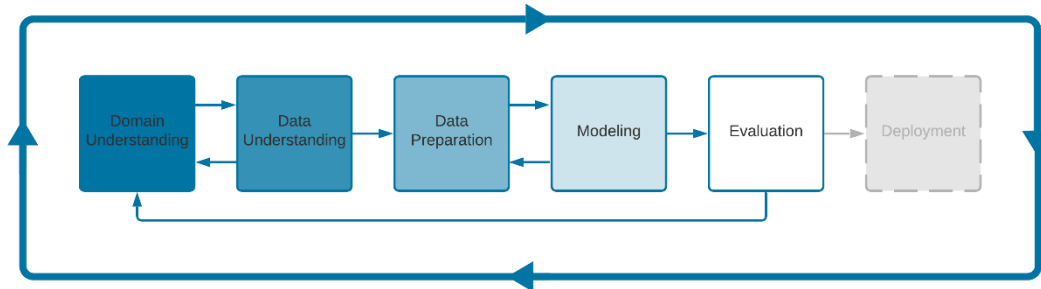 Domain
Understanding
Data
Understanding
Data
Preparation
Modeling
Evaluation
Deployment